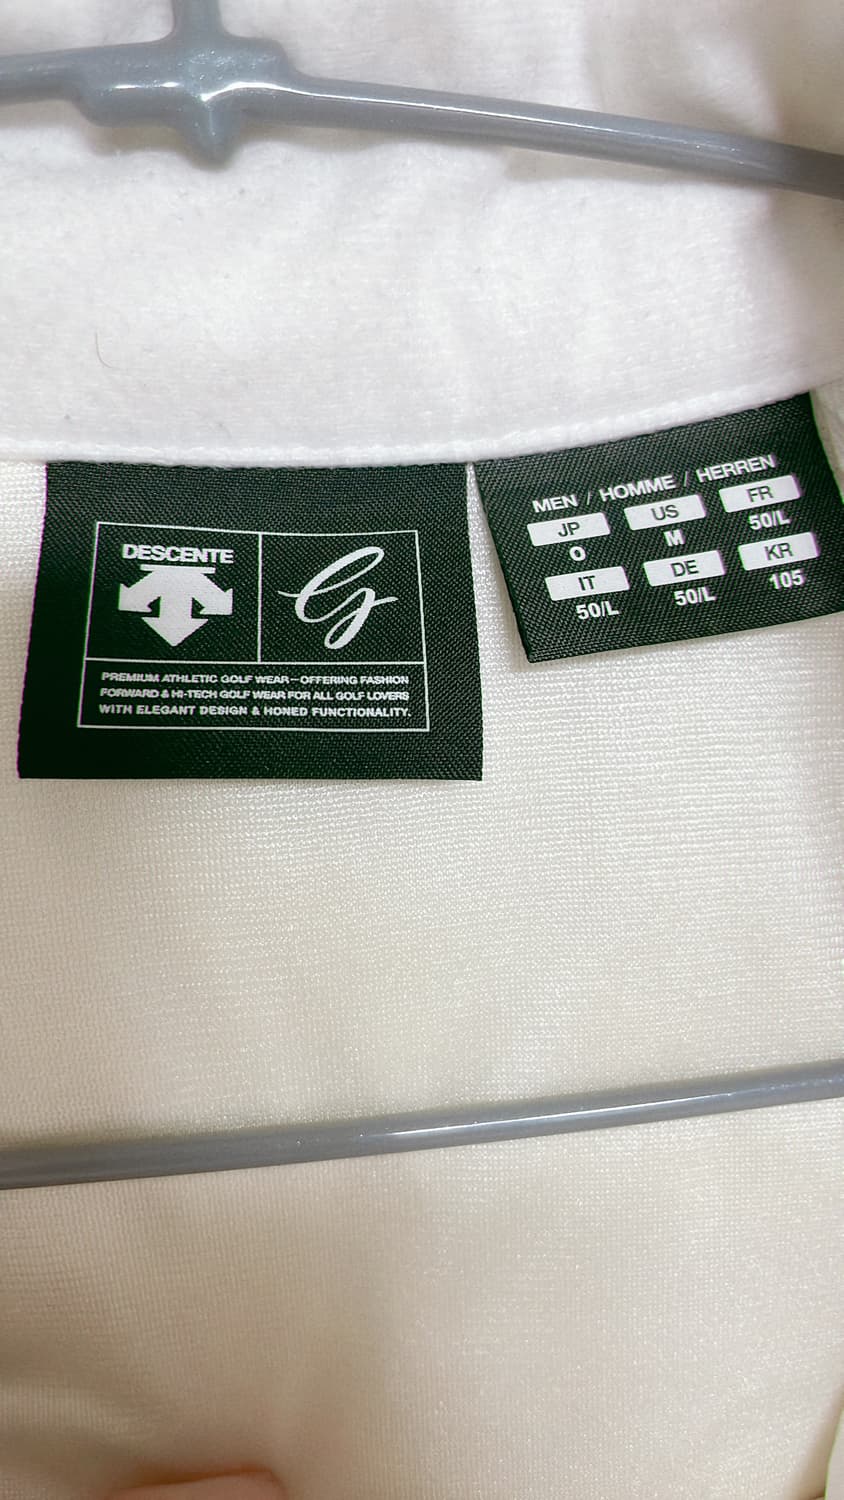 DESCENTE
G
PREMIUM ATHLETIC GOLF WEAR—OFFERING FASHION
FORWARD & HI-TECH GOLF WEAR FOR ALL GOLF LOVERS
WITH ELEGANT DESIGN & HONED FUNCTIONALITY.
MEN / HOMME / HERREN
JP US FR
O M 50/L
IT DE KR
50/L 50/L 105